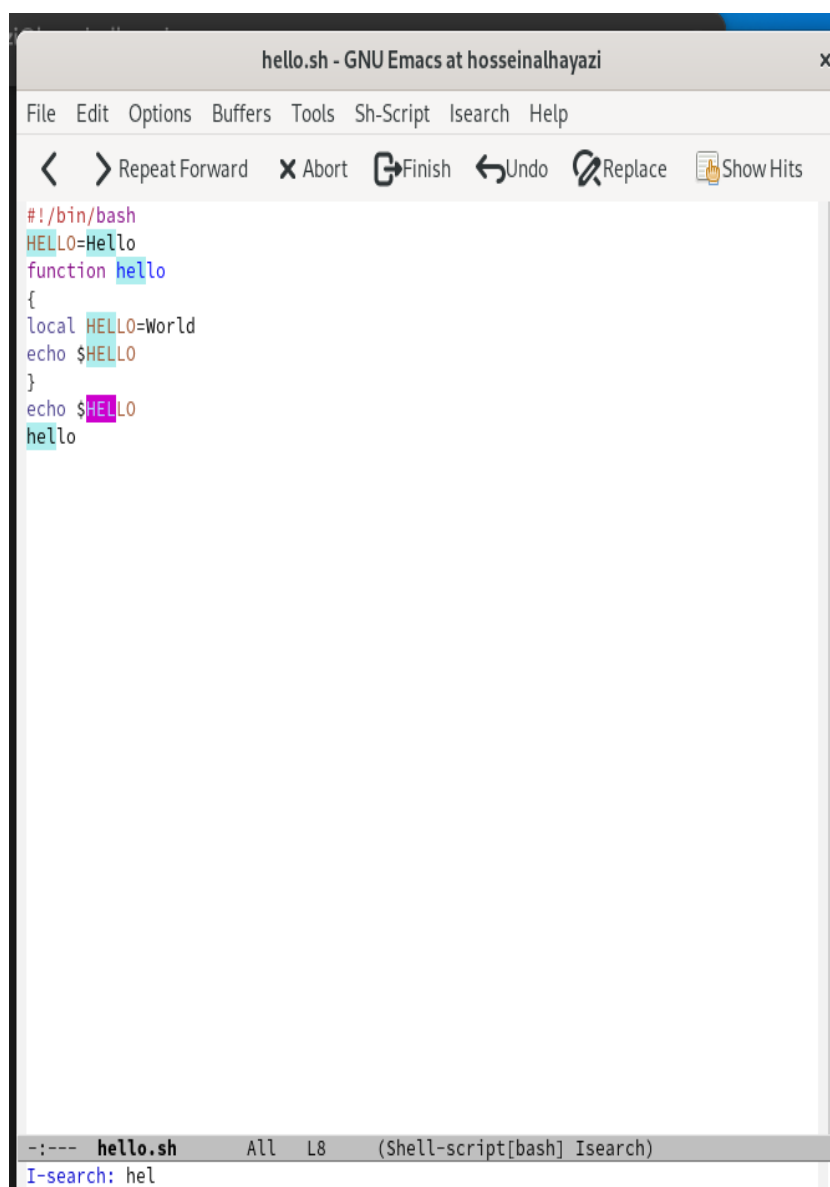 hello.sh - GNU Emacs at hosseinalhayazi x
File Edit Options Buffers Tools Sh-Script Isearch Help
Repeat Forward Abort Finish Undo Replace Show Hits
#!/bin/bash
HELLO=Hello
function hello
{
local HELLO=World
echo $HELLO
}
echo $HELLO
hello
-:--- hello.sh All L8 (Shell-script[bash] Isearch)
I-search: hel